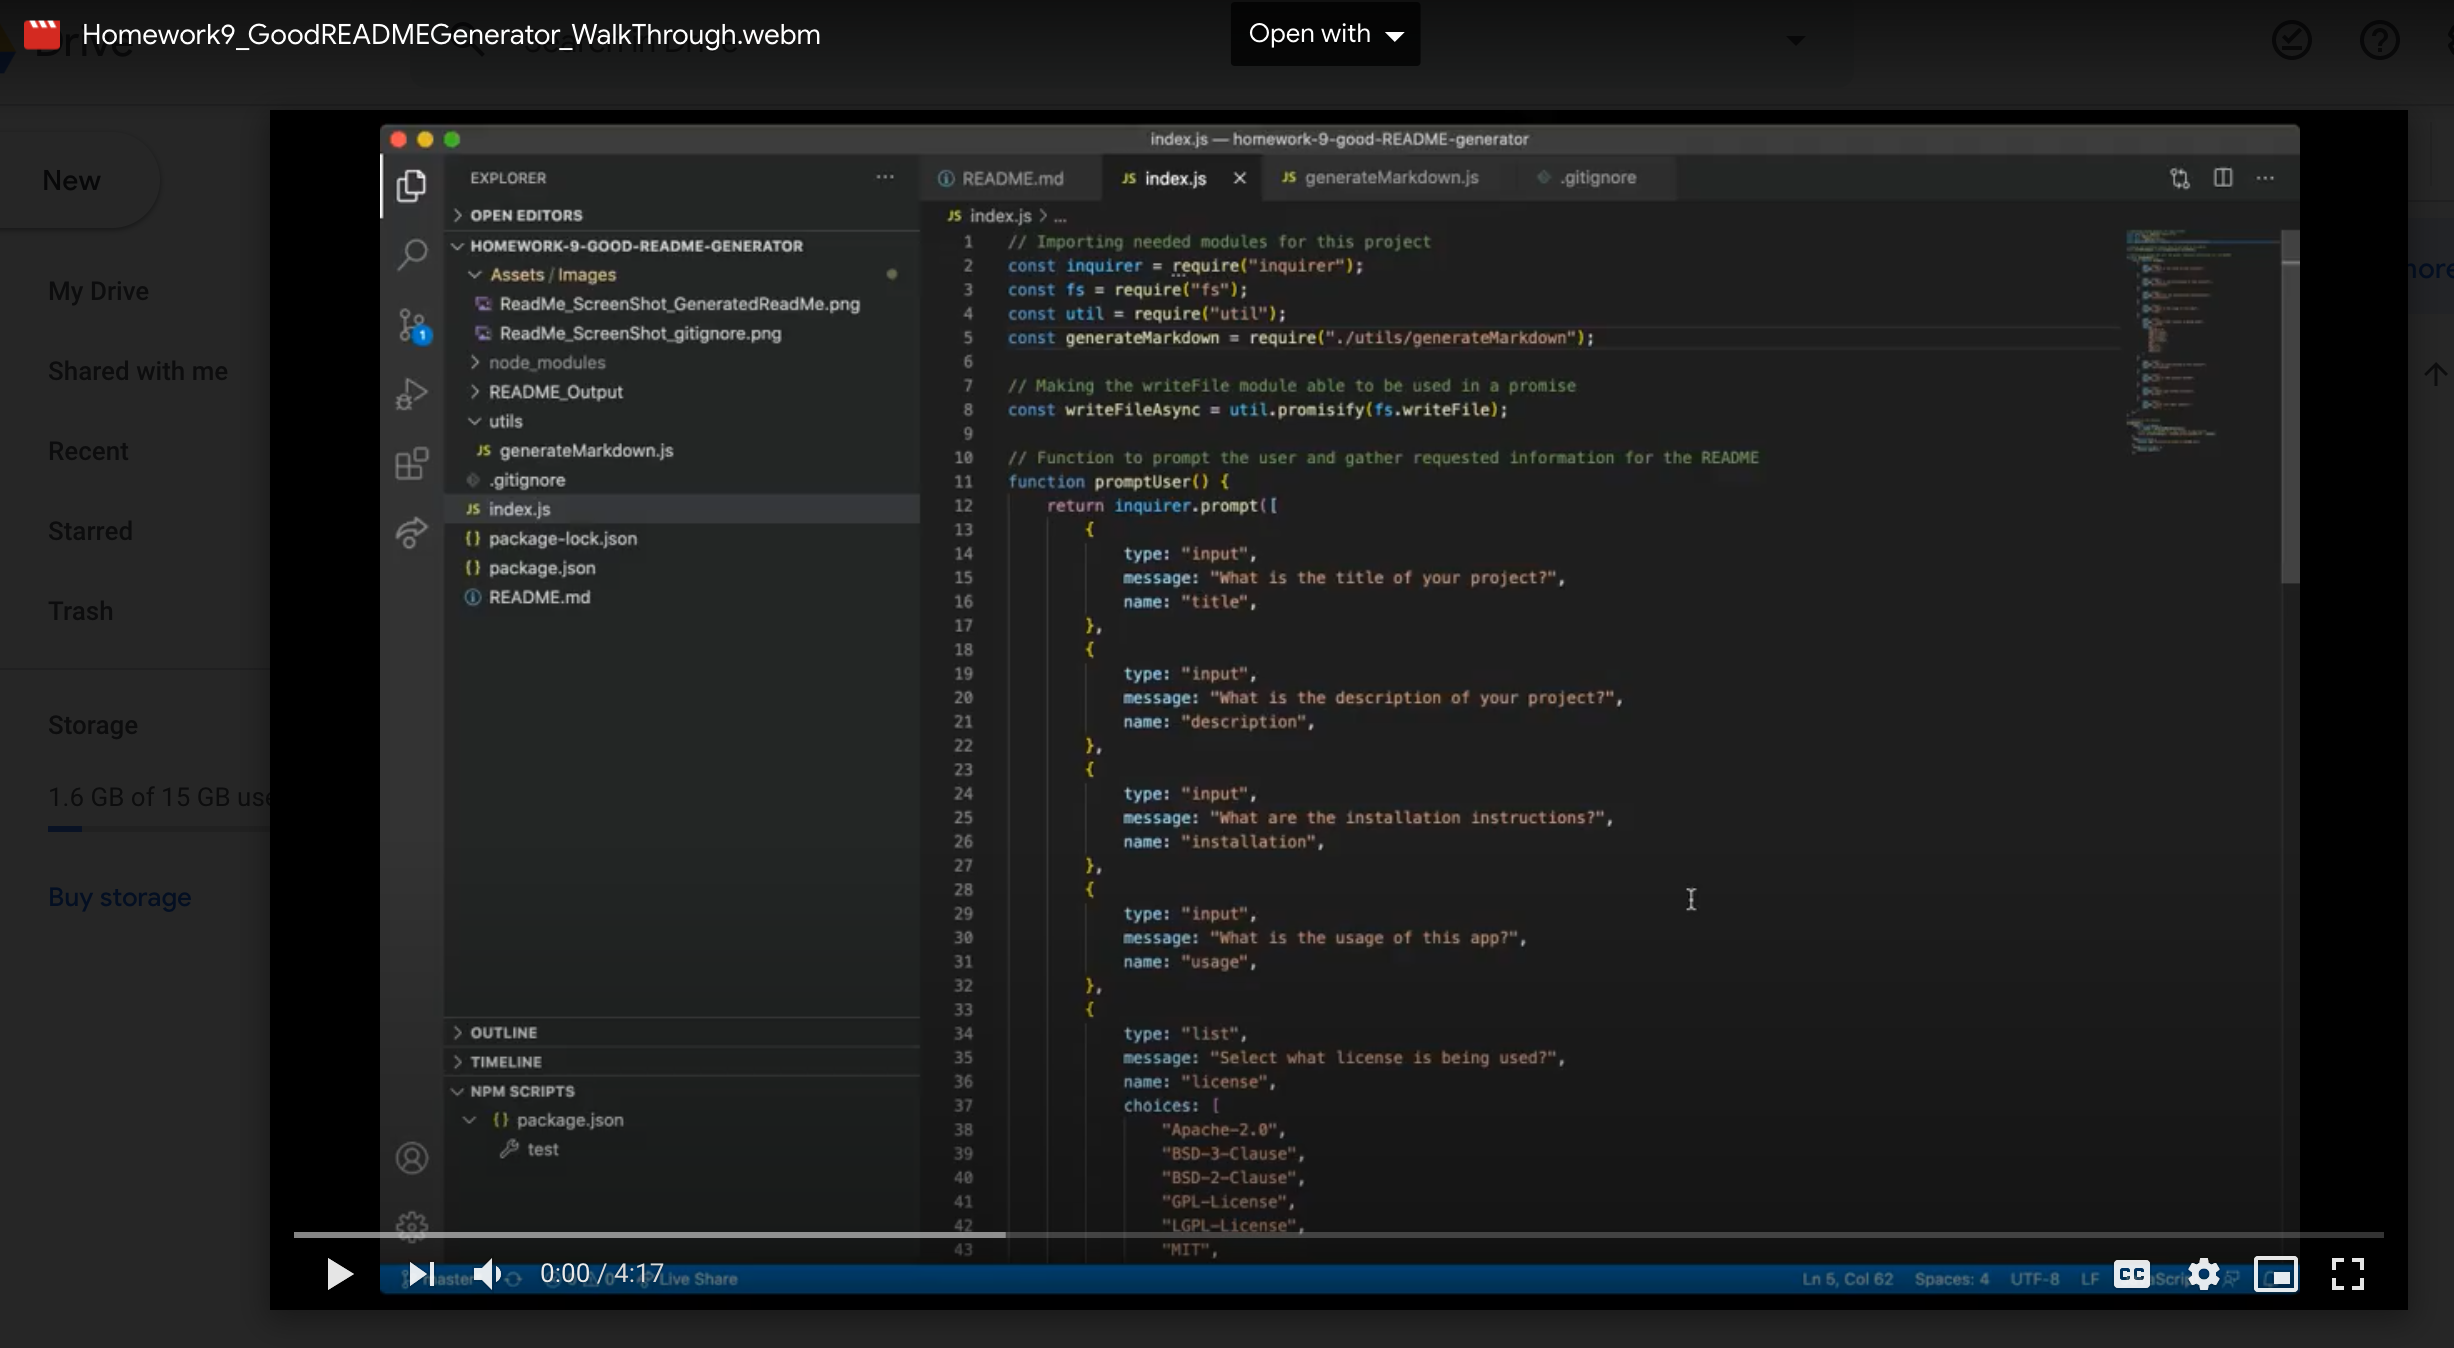 Homework9_GoodREADMEGenerator_WalkThrough.webm
Open with
Drive
New
My Drive
Shared with me
Recent
Starred
Trash
Storage
1.6 GB of 15 GB use
Buy storage
index.js — homework-9-good-README-generator
EXPLORER
OPEN EDITORS
HOMEWORK-9-GOOD-README-GENERATOR
Assets / Images
ReadMe_ScreenShot_GeneratedReadMe.png
ReadMe_ScreenShot_gitignore.png
node_modules
README_Output
utils
JS generateMarkdown.js
.gitignore
JS index.js
{} package-lock.json
{} package.json
README.md
OUTLINE
TIMELINE
NPM SCRIPTS
{} package.json
test
1
README.md
JS index.js
JS generateMarkdown.js
.gitignore
JS index.js > ...
1 // Importing needed modules for this project
2 const inquirer = require("inquirer");
3 const fs = require("fs");
4 const util = require("util");
5 const generateMarkdown = require("./utils/generateMarkdown");
6
7 // Making the writeFile module able to be used in a promise
8 const writeFileAsync = util.promisify(fs.writeFile);
9
10 // Function to prompt the user and gather requested information for the README
11 function promptUser() {
12 return inquirer.prompt([
13 {
14 type: "input",
15 message: "What is the title of your project?",
16 name: "title",
17 },
18 {
19 type: "input",
20 message: "What is the description of your project?",
21 name: "description",
22 },
23 {
24 type: "input",
25 message: "What are the installation instructions?",
26 name: "installation",
27 },
28 {
29 type: "input",
30 message: "What is the usage of this app?",
31 name: "usage",
32 },
33 {
34 type: "list",
35 message: "Select what license is being used?",
36 name: "license",
37 choices: [
38 "Apache-2.0",
39 "BSD-3-Clause",
40 "BSD-2-Clause",
41 "GPL-License",
42 "LGPL-License",
43 "MIT",
0:00 / 4:17
Live Share
Ln 5, Col 62
Spaces: 4
UTF-8
LF
CC